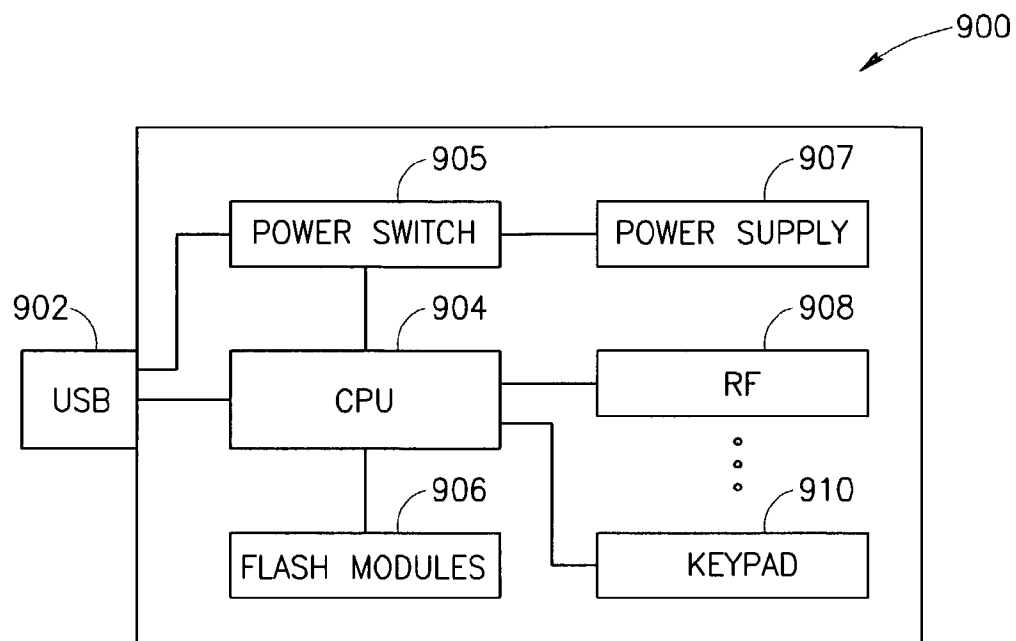 900
905
907
POWER SWITCH
POWER SUPPLY
902
904
908
USB
CPU
RF
906
910
FLASH MODULES
KEYPAD